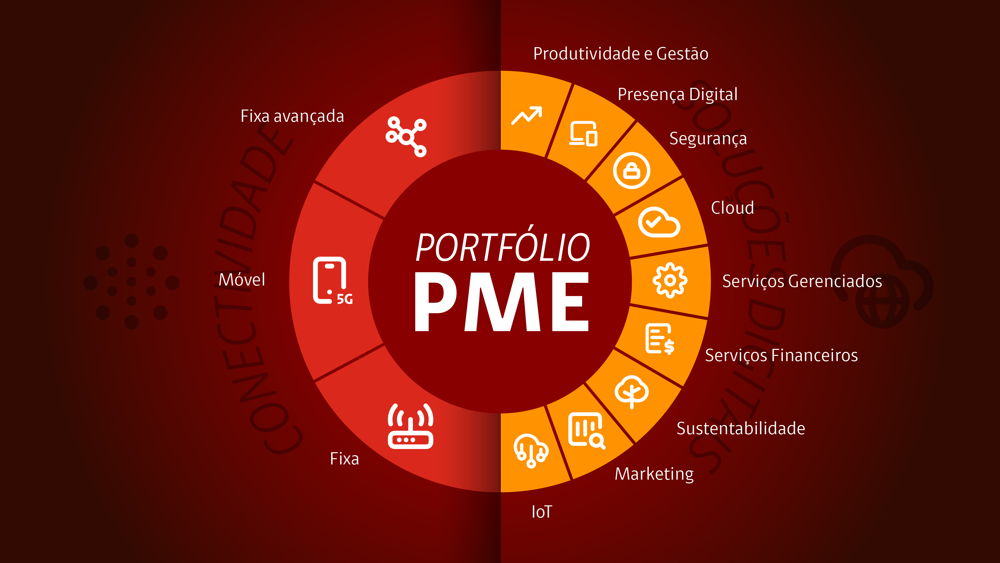 Produtividade e Gestão
Presença Digital
Segurança
Cloud
Serviços Gerenciados
Serviços Financeiros
Sustentabilidade
Marketing
IoT
Fixa avançada
Móvel
5G
Fixa
PORTFÓLIO
PME
CONECTIVIDADE
SOLUÇÕES DIGITAIS
$